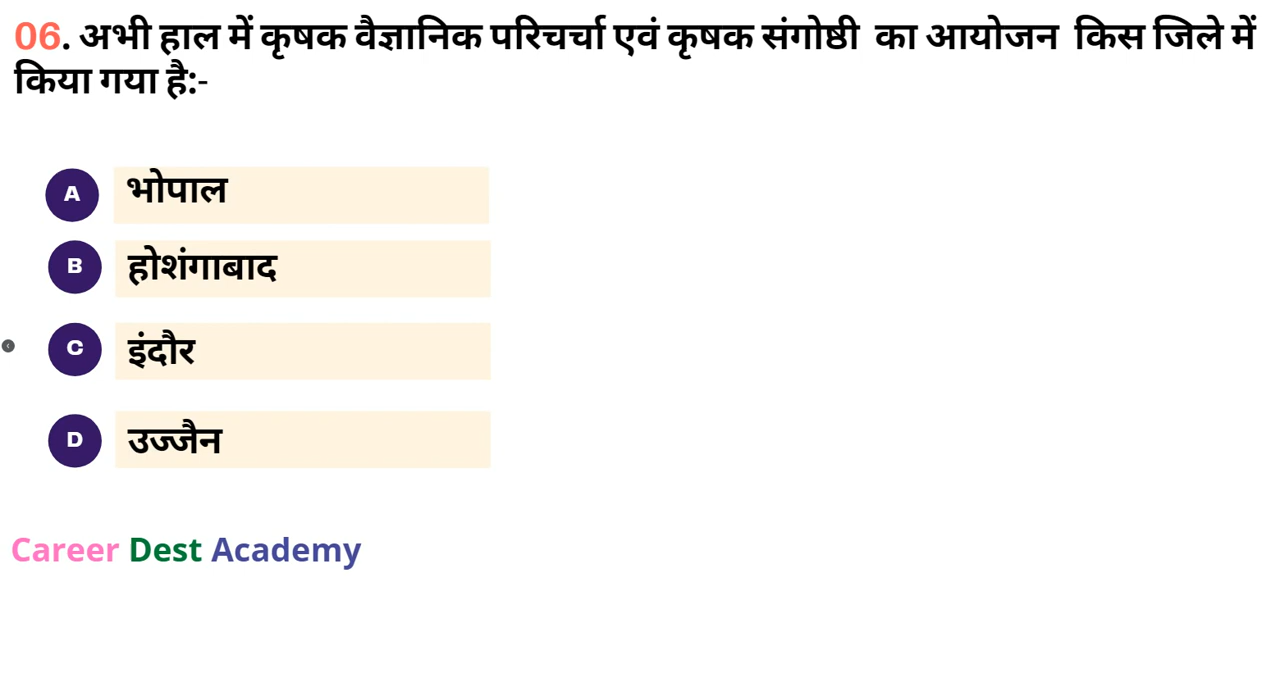 06. अभी हाल में कृषक वैज्ञानिक परिचर्चा एवं कृषक संगोष्ठी का आयोजन किस जिले में
किया गया है:-
A भोपाल
B होशंगाबाद
C इंदौर
D उज्जैन
Career Dest Academy